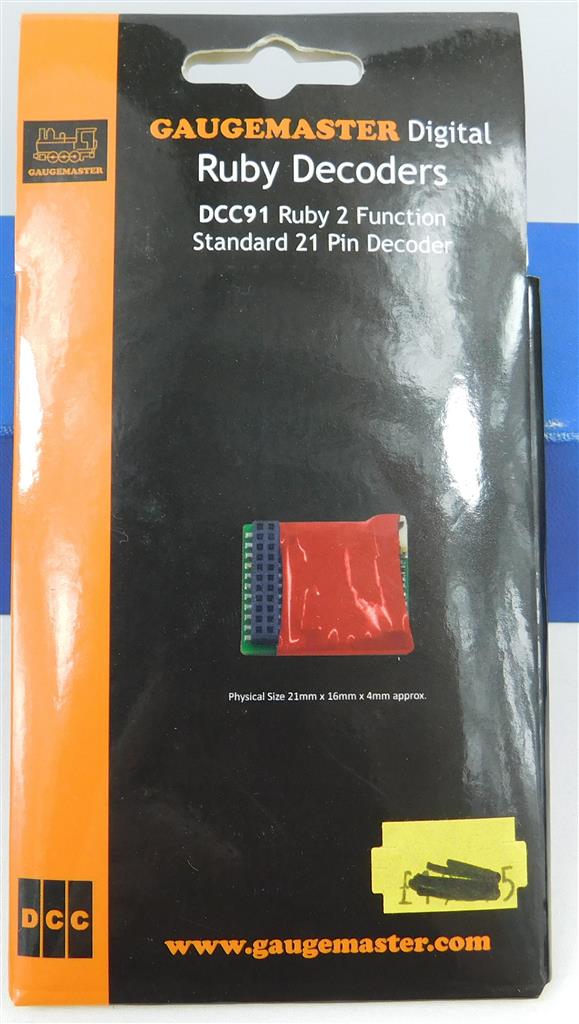 GAUGEMASTER
GAUGEMASTER Digital
Ruby Decoders
DCC91 Ruby 2 Function
Standard 21 Pin Decoder
Physical Size 21mm x 16mm x 4mm approx.
DCC
www.gaugemaster.com